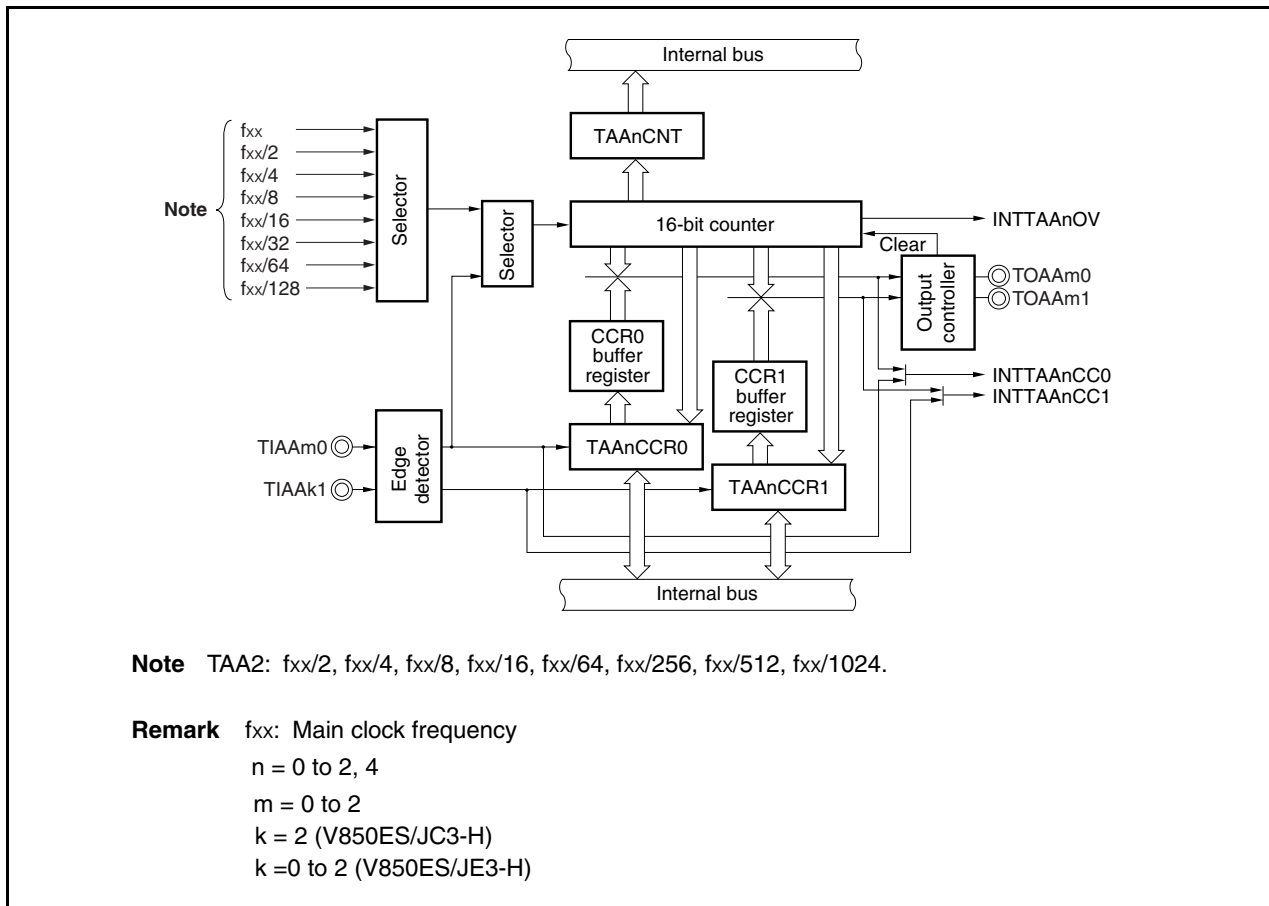 Internal bus
TAAnCNT
Note
fxx
fxx/2
fxx/4
fxx/8
fxx/16
fxx/32
fxx/64
fxx/128
Selector
Selector
16-bit counter
INTTAAnOV
Clear
Output
controller
TOAAm0
TOAAm1
CCR0
buffer
register
CCR1
buffer
register
INTTAAnCC0
INTTAAnCC1
TIAAm0
TIAAk1
Edge
detector
TAAnCCR0
TAAnCCR1
Internal bus
Note TAA2: fxx/2, fxx/4, fxx/8, fxx/16, fxx/64, fxx/256, fxx/512, fxx/1024.
Remark fxx: Main clock frequency
n = 0 to 2, 4
m = 0 to 2
k = 2 (V850ES/JC3-H)
k =0 to 2 (V850ES/JE3-H)